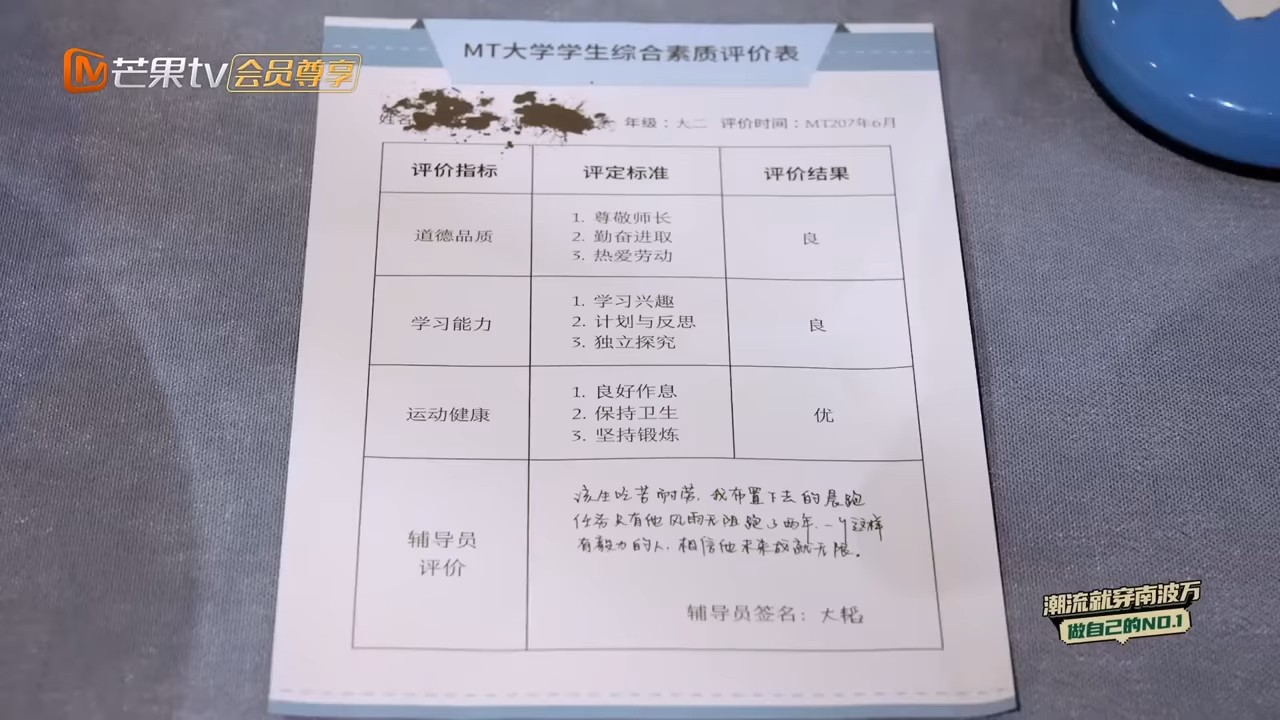 芒果tv会员尊享
MT大学学生综合素质评价表
姓名 年级：大二 评价时间：MT207年6月
评价指标 评定标准 评价结果
道德品质
1. 尊敬师长
2. 勤奋进取
3. 热爱劳动
良
学习能力
1. 学习兴趣
2. 计划与反思
3. 独立探究
良
运动健康
1. 良好作息
2. 保持卫生
3. 坚持锻炼
优
辅导员
评价
该生吃苦耐劳，我布置下去的晨跑
任务只有他风雨无阻跑了两年，一个这样
有毅力的人，相信他未来成就无限。
辅导员签名：大稻
潮流就穿南波万
做自己的NO.1